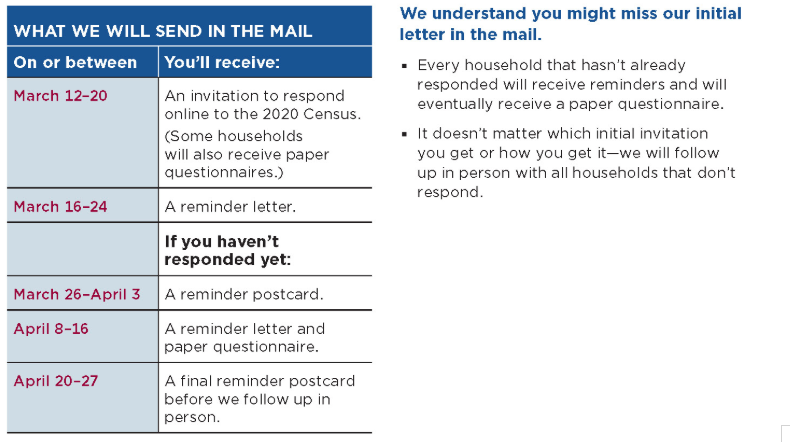 WHAT WE WILL SEND IN THE MAIL
On or between
You’ll receive:
March 12–20
An invitation to respond
online to the 2020 Census.
(Some households
will also receive paper
questionnaires.)
March 16–24
A reminder letter.
If you haven’t
responded yet:
March 26–April 3
A reminder postcard.
April 8–16
A reminder letter and
paper questionnaire.
April 20–27
A final reminder postcard
before we follow up in
person.
We understand you might miss our initial
letter in the mail.
▪ Every household that hasn’t already
responded will receive reminders and will
eventually receive a paper questionnaire.
▪ It doesn’t matter which initial invitation
you get or how you get it—we will follow
up in person with all households that don’t
respond.